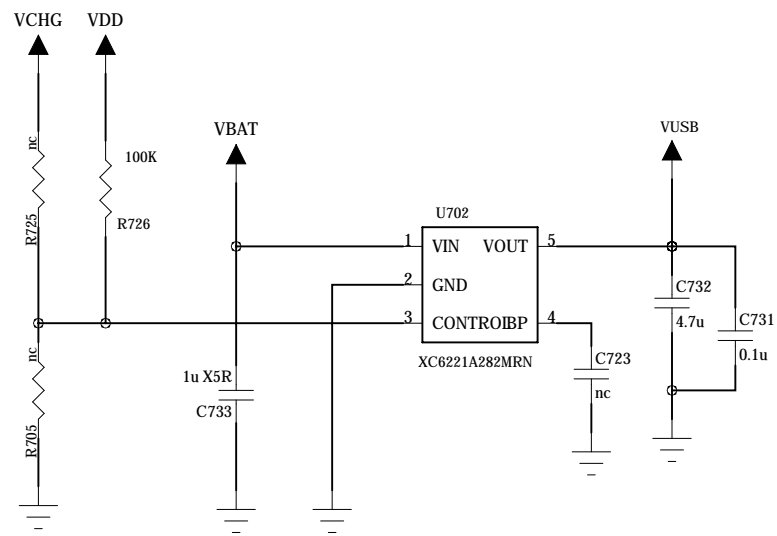 VCHG
VDD
nc
R725
100K
R726
VBAT
VUSB
U702
1
VIN
VOUT
5
2
GND
3
CONTROIBP
4
XC6221A282MRN
nc
R705
1u X5R
C733
C723
nc
C732
4.7u
C731
0.1u